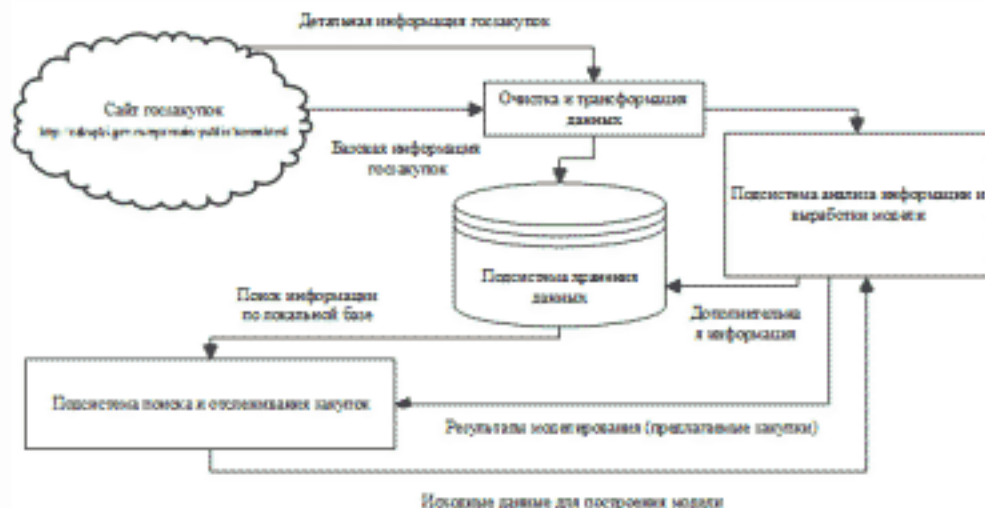 Детальная информация госзакупок
Сайт госзакупок
Очистка и трансформация
данных
Базовая информация
госзакупок
Подсистема анализа информации и
выработки модели
Подсистема хранения
данных
Поиск информации
по локальной базе
Дополнительна
я информация
Подсистема поиска и отслеживания закупок
Результаты моделирования (предлагаемые закупки)
Исходные данные для построения модели